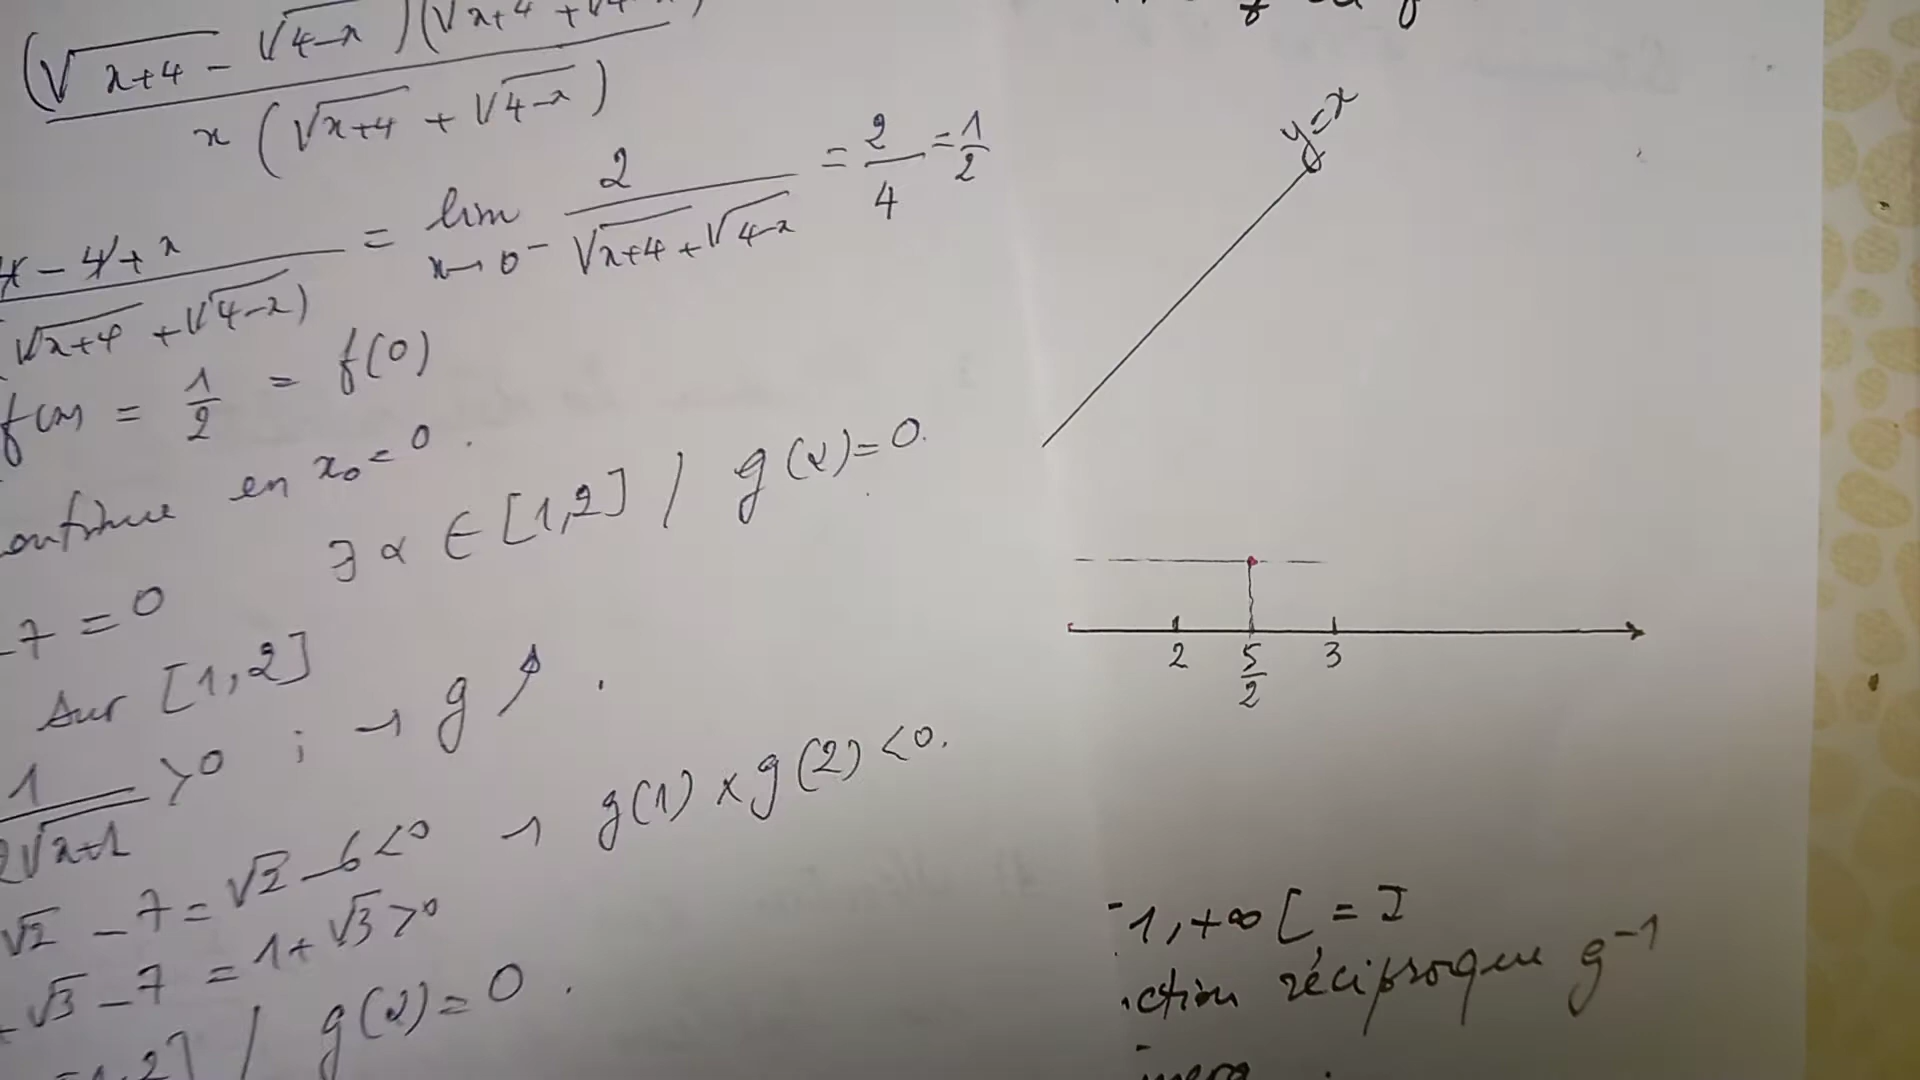 (√x+4 - √4-x)(√x+4 + √4-
x(√x+4 + √4-x)
- 4 + x = lim x→0⁻ 2/(√x+4 + √4-x) = 2/4 = 1/2
√x+4 + √4-x)
f(x) = 1/2 = f(0)
en x₀ = 0.
-7 = 0
∃ α ∈ [1,2] / g(α) = 0.
sur [1,2]
1/(2√x+1) > 0 ; → g ↗.
√2 - 7 = √2 - 6 < 0 → g(1) × g(2) < 0.
√3 - 7 = 1 + √3 > 0
1,2] / g(α) = 0.
y=x
2 5/2 3
1, +∞[ = I
ction réciproque g⁻¹